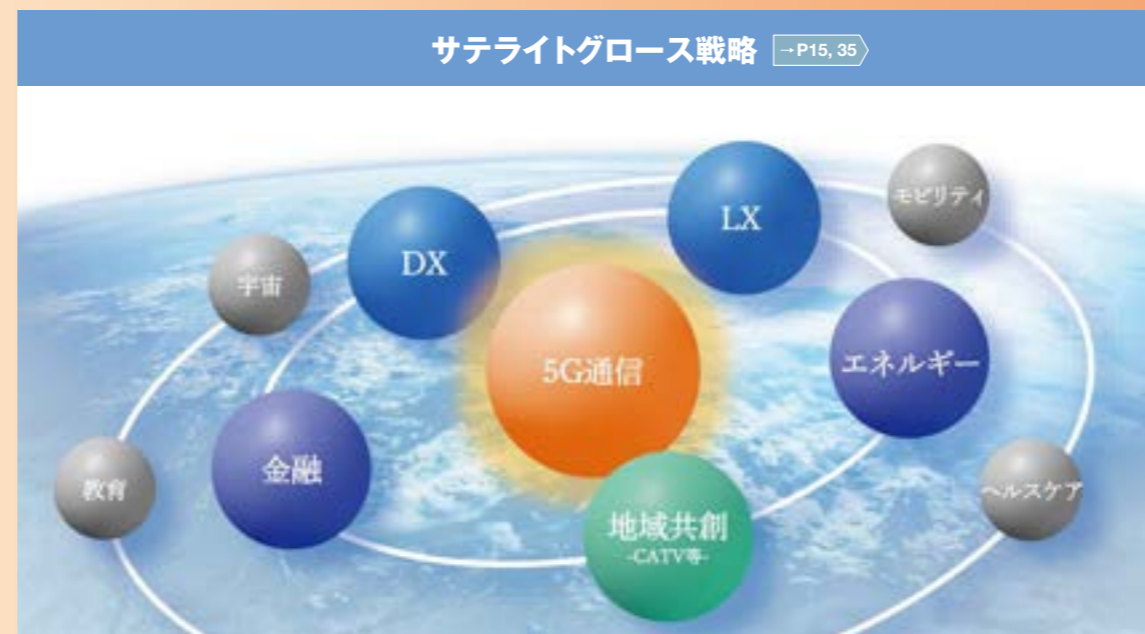 サテライトグロース戦略 →P15, 35
モビリティ
LX
DX
宇宙
エネルギー
5G通信
金融
教育
ヘルスケア
地域共創
-CATV等-